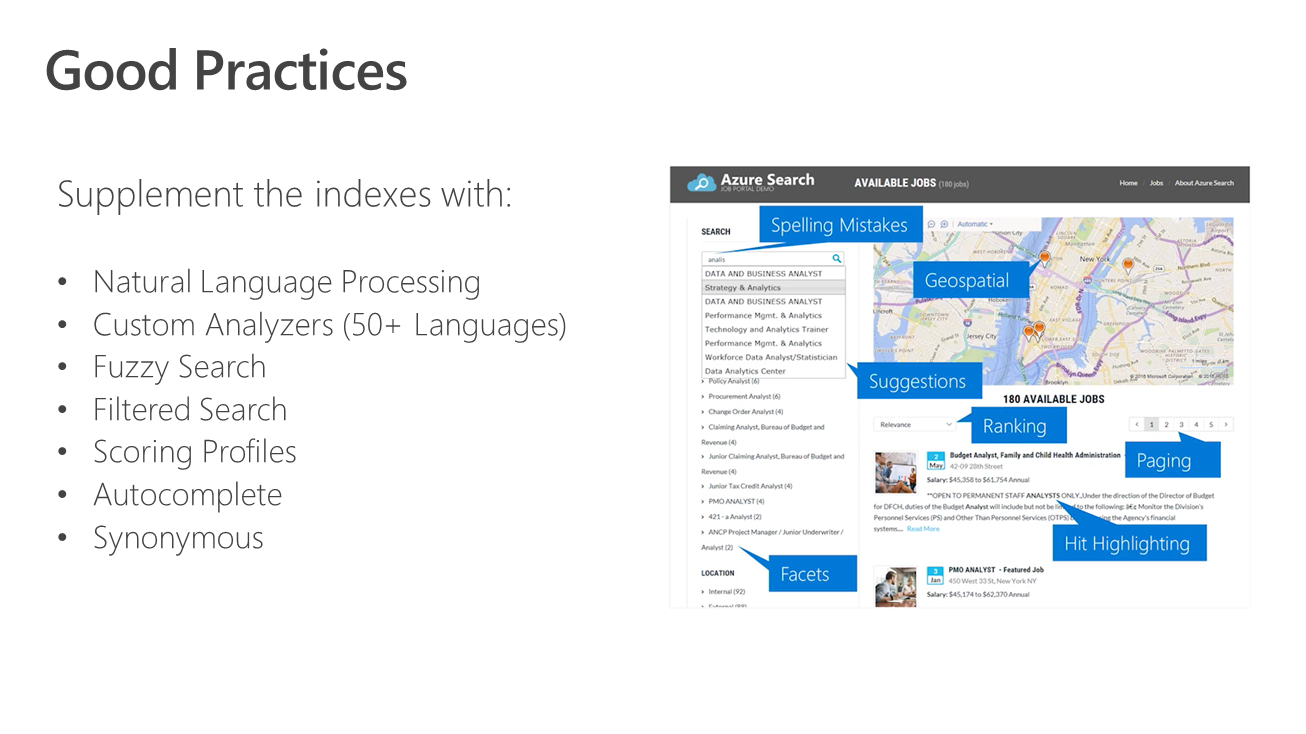 Good Practices
Supplement the indexes with:
• Natural Language Processing
• Custom Analyzers (50+ Languages)
• Fuzzy Search
• Filtered Search
• Scoring Profiles
• Autocomplete
• Synonymous
Azure Search
JOB PORTAL DEMO
AVAILABLE JOBS (180 jobs)
Home / Jobs / About Azure Search
SEARCH
Spelling Mistakes
analis
DATA AND BUSINESS ANALYST
Strategy & Analytics
DATA AND BUSINESS ANALYST
Performance Mgmt. & Analytics
Technology and Analytics Trainer
Performance Mgmt. & Analytics
Workforce Data Analyst/Statistician
Data Analytics Center
Suggestions
› Policy Analyst (6)
› Procurement Analyst (6)
› Change Order Analyst (4)
› Claiming Analyst, Bureau of Budget and
Revenue (4)
› Junior Claiming Analyst, Bureau of Budget and
Revenue (4)
› Junior Tax Credit Analyst (4)
› PMO ANALYST (4)
› 421 - a Analyst (2)
› ANCP Project Manager / Junior Underwriter /
Analyst (2)
Facets
LOCATION
› Internal (92)
› External (88)
Automatic
Geospatial
New York
Manhattan
Jersey City
Brooklyn
Lincroft
180 AVAILABLE JOBS
Relevance
Ranking
‹ 1 2 3 4 5 ›
Paging
2 May
Budget Analyst, Family and Child Health Administration -
42-09 28th Street
Salary: $45,358 to $61,754 Annual
**OPEN TO PERMANENT STAFF ANALYSTS ONLY.,Under the direction of the Director of Budget
for DFCH, duties of the Budget Analyst will include but not be to the following: â€¢ Monitor the Division's
Personnel Services (PS) and Other Than Personnel Services (OTPS) the Agency's financial
systems.... Read More
Hit Highlighting
3 Jan
PMO ANALYST - Featured Job
450 West 33 St, New York NY
Salary: $45,174 to $62,370 Annual